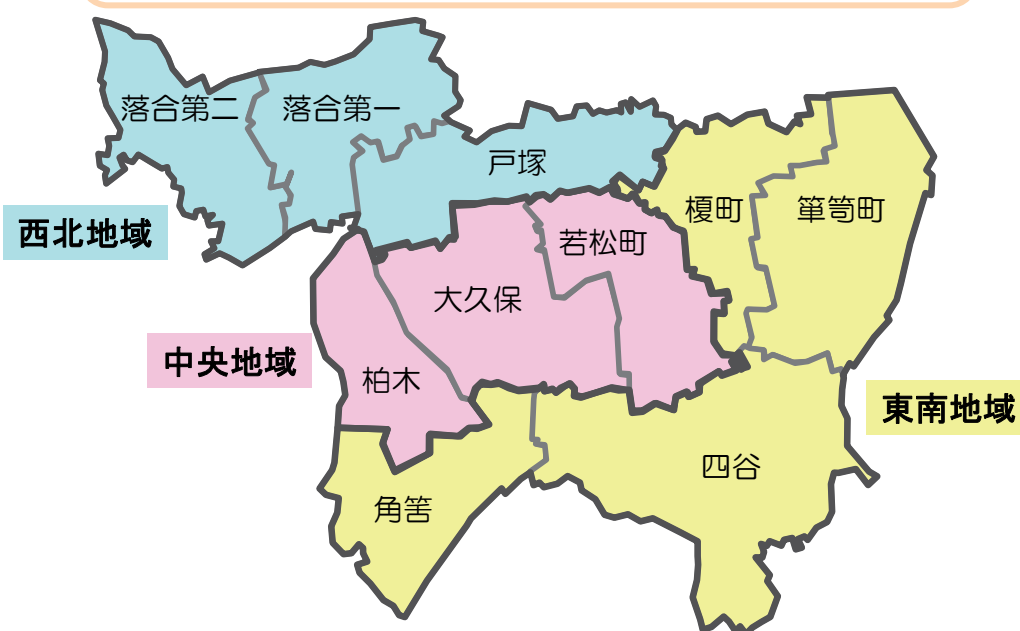 落合第二
落合第一
戸塚
榎町
箪笥町
西北地域
若松町
大久保
中央地域
柏木
東南地域
四谷
角筈